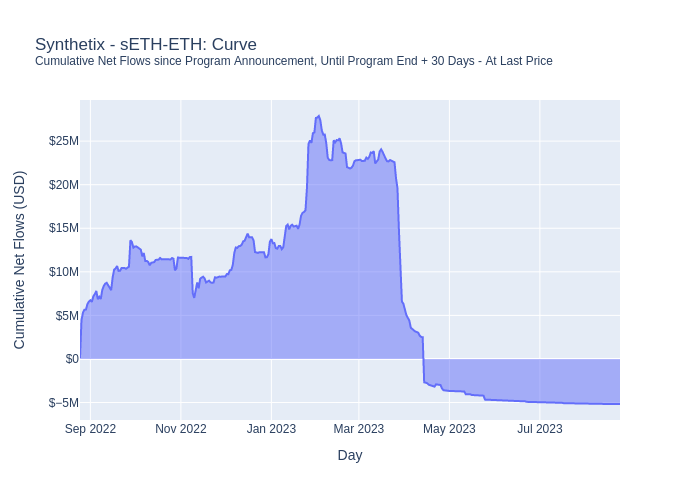 Synthetix - sETH-ETH: Curve
Cumulative Net Flows since Program Announcement, Until Program End + 30 Days - At Last Price
Cumulative Net Flows (USD)
$25M
$20M
$15M
$10M
$5M
$0
$−5M
Sep 2022 Nov 2022 Jan 2023 Mar 2023 May 2023 Jul 2023
Day